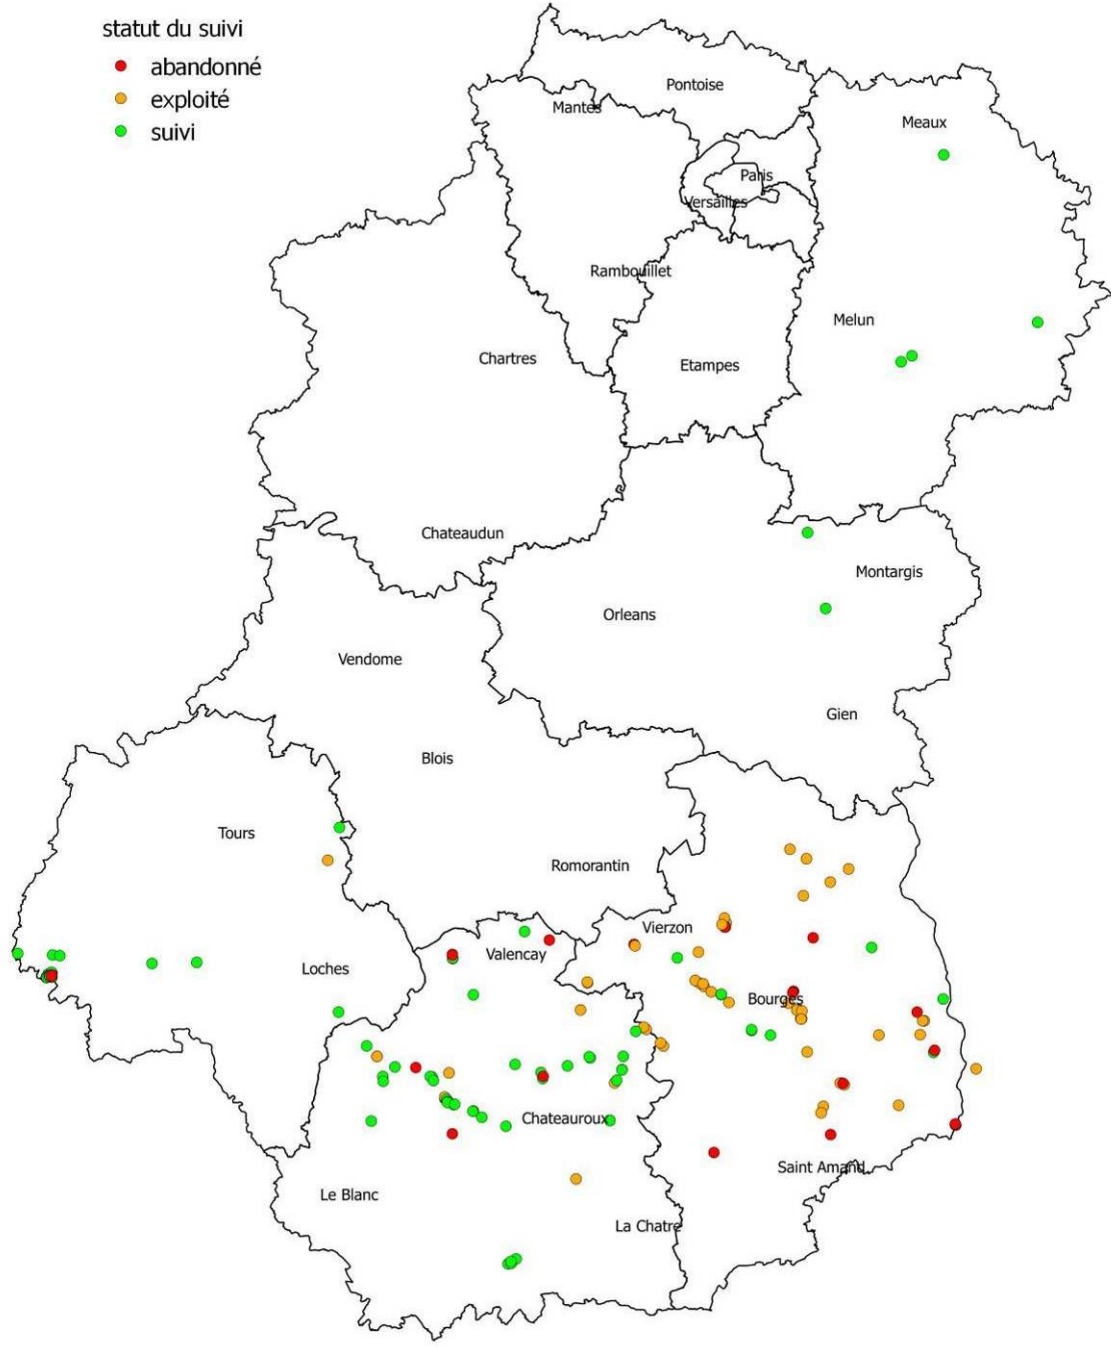 statut du suivi
abandonné
exploité
suivi
Pontoise
Mantes
Meaux
Paris
Versailles
Rambouillet
Melun
Chartres
Etampes
Chateaudun
Montargis
Orleans
Vendome
Gien
Blois
Tours
Romorantin
Vierzon
Valencay
Loches
Bourges
Chateauroux
Saint Amand
Le Blanc
La Chatre